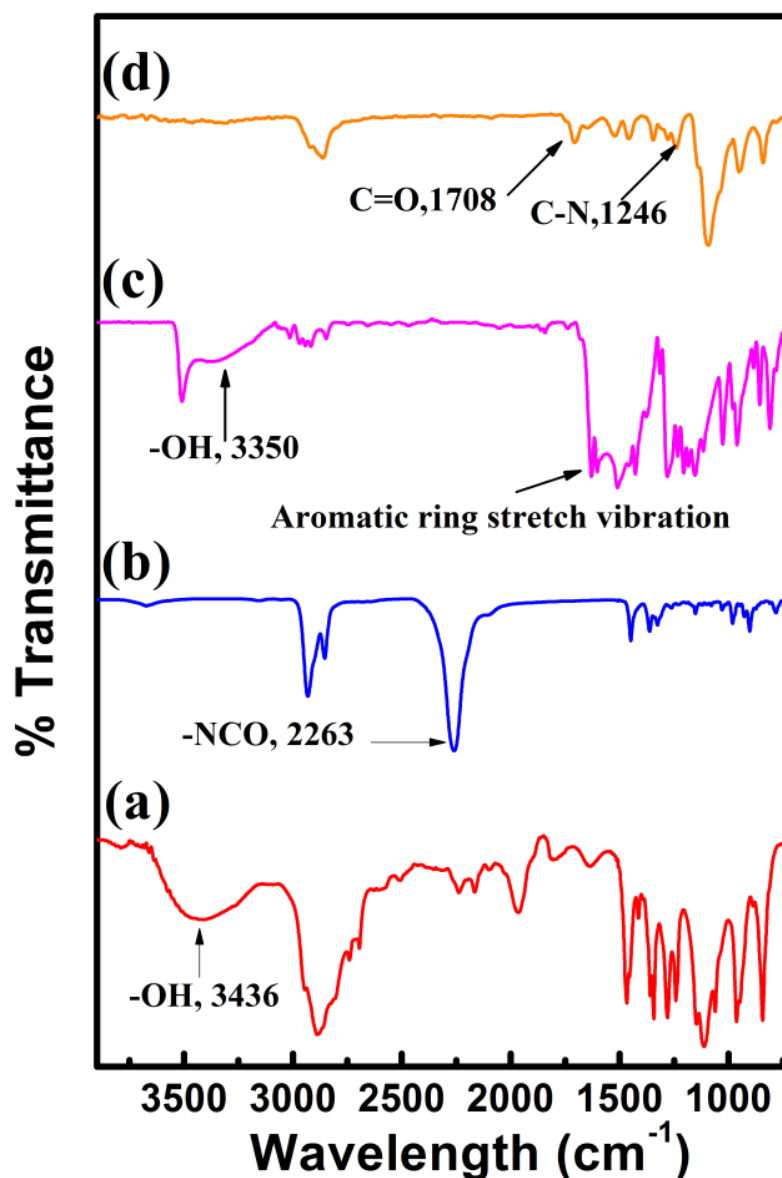 (d)
C=O,1708
C-N,1246
(c)
-OH, 3350
Aromatic ring stretch vibration
(b)
-NCO, 2263
(a)
-OH, 3436
% Transmittance
3500 3000 2500 2000 1500 1000
Wavelength (cm-1)